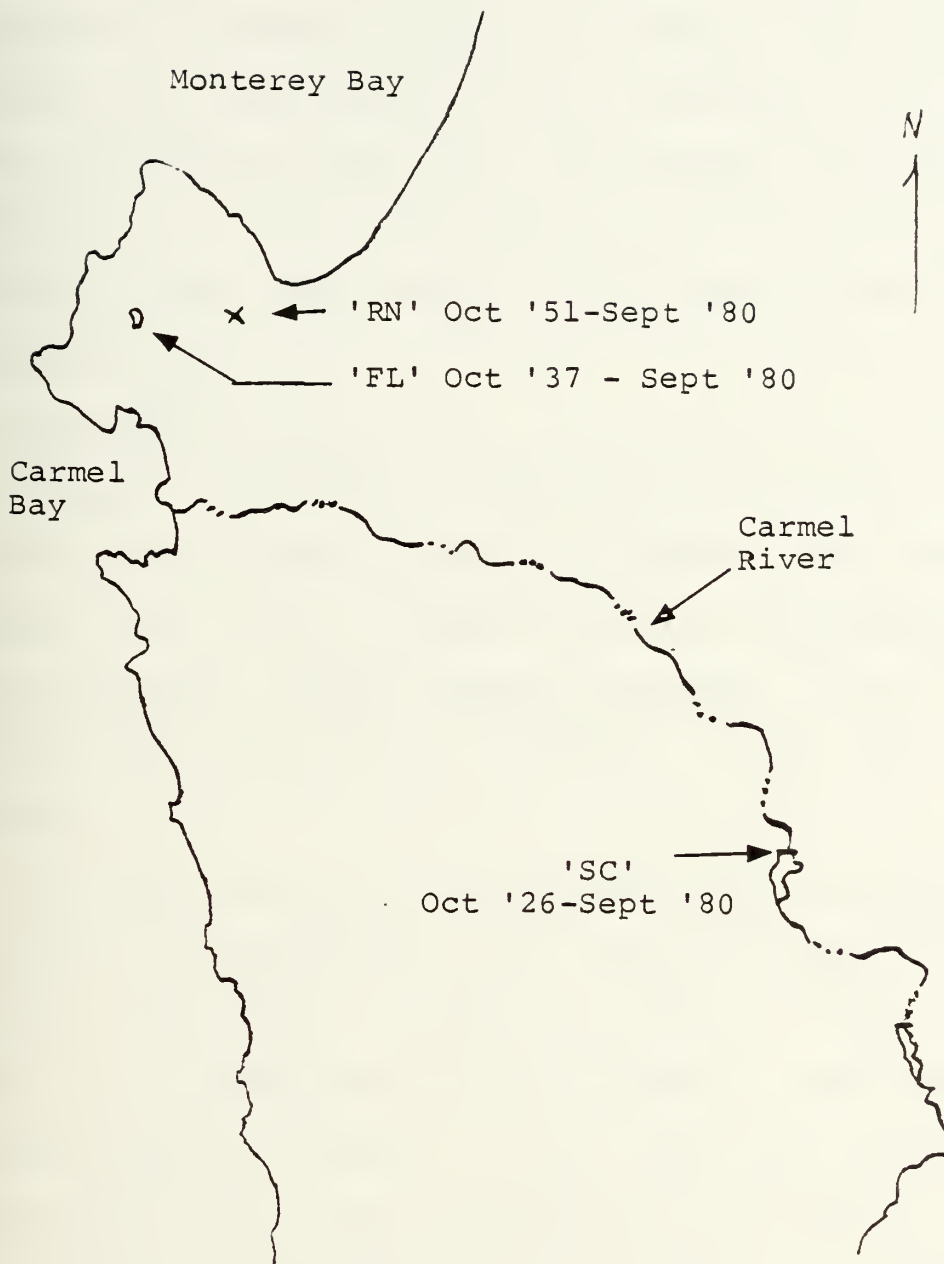 Monterey Bay
N
'RN' Oct '51-Sept '80
'FL' Oct '37 - Sept '80
Carmel
Bay
Carmel
River
'SC'
Oct '26-Sept '80